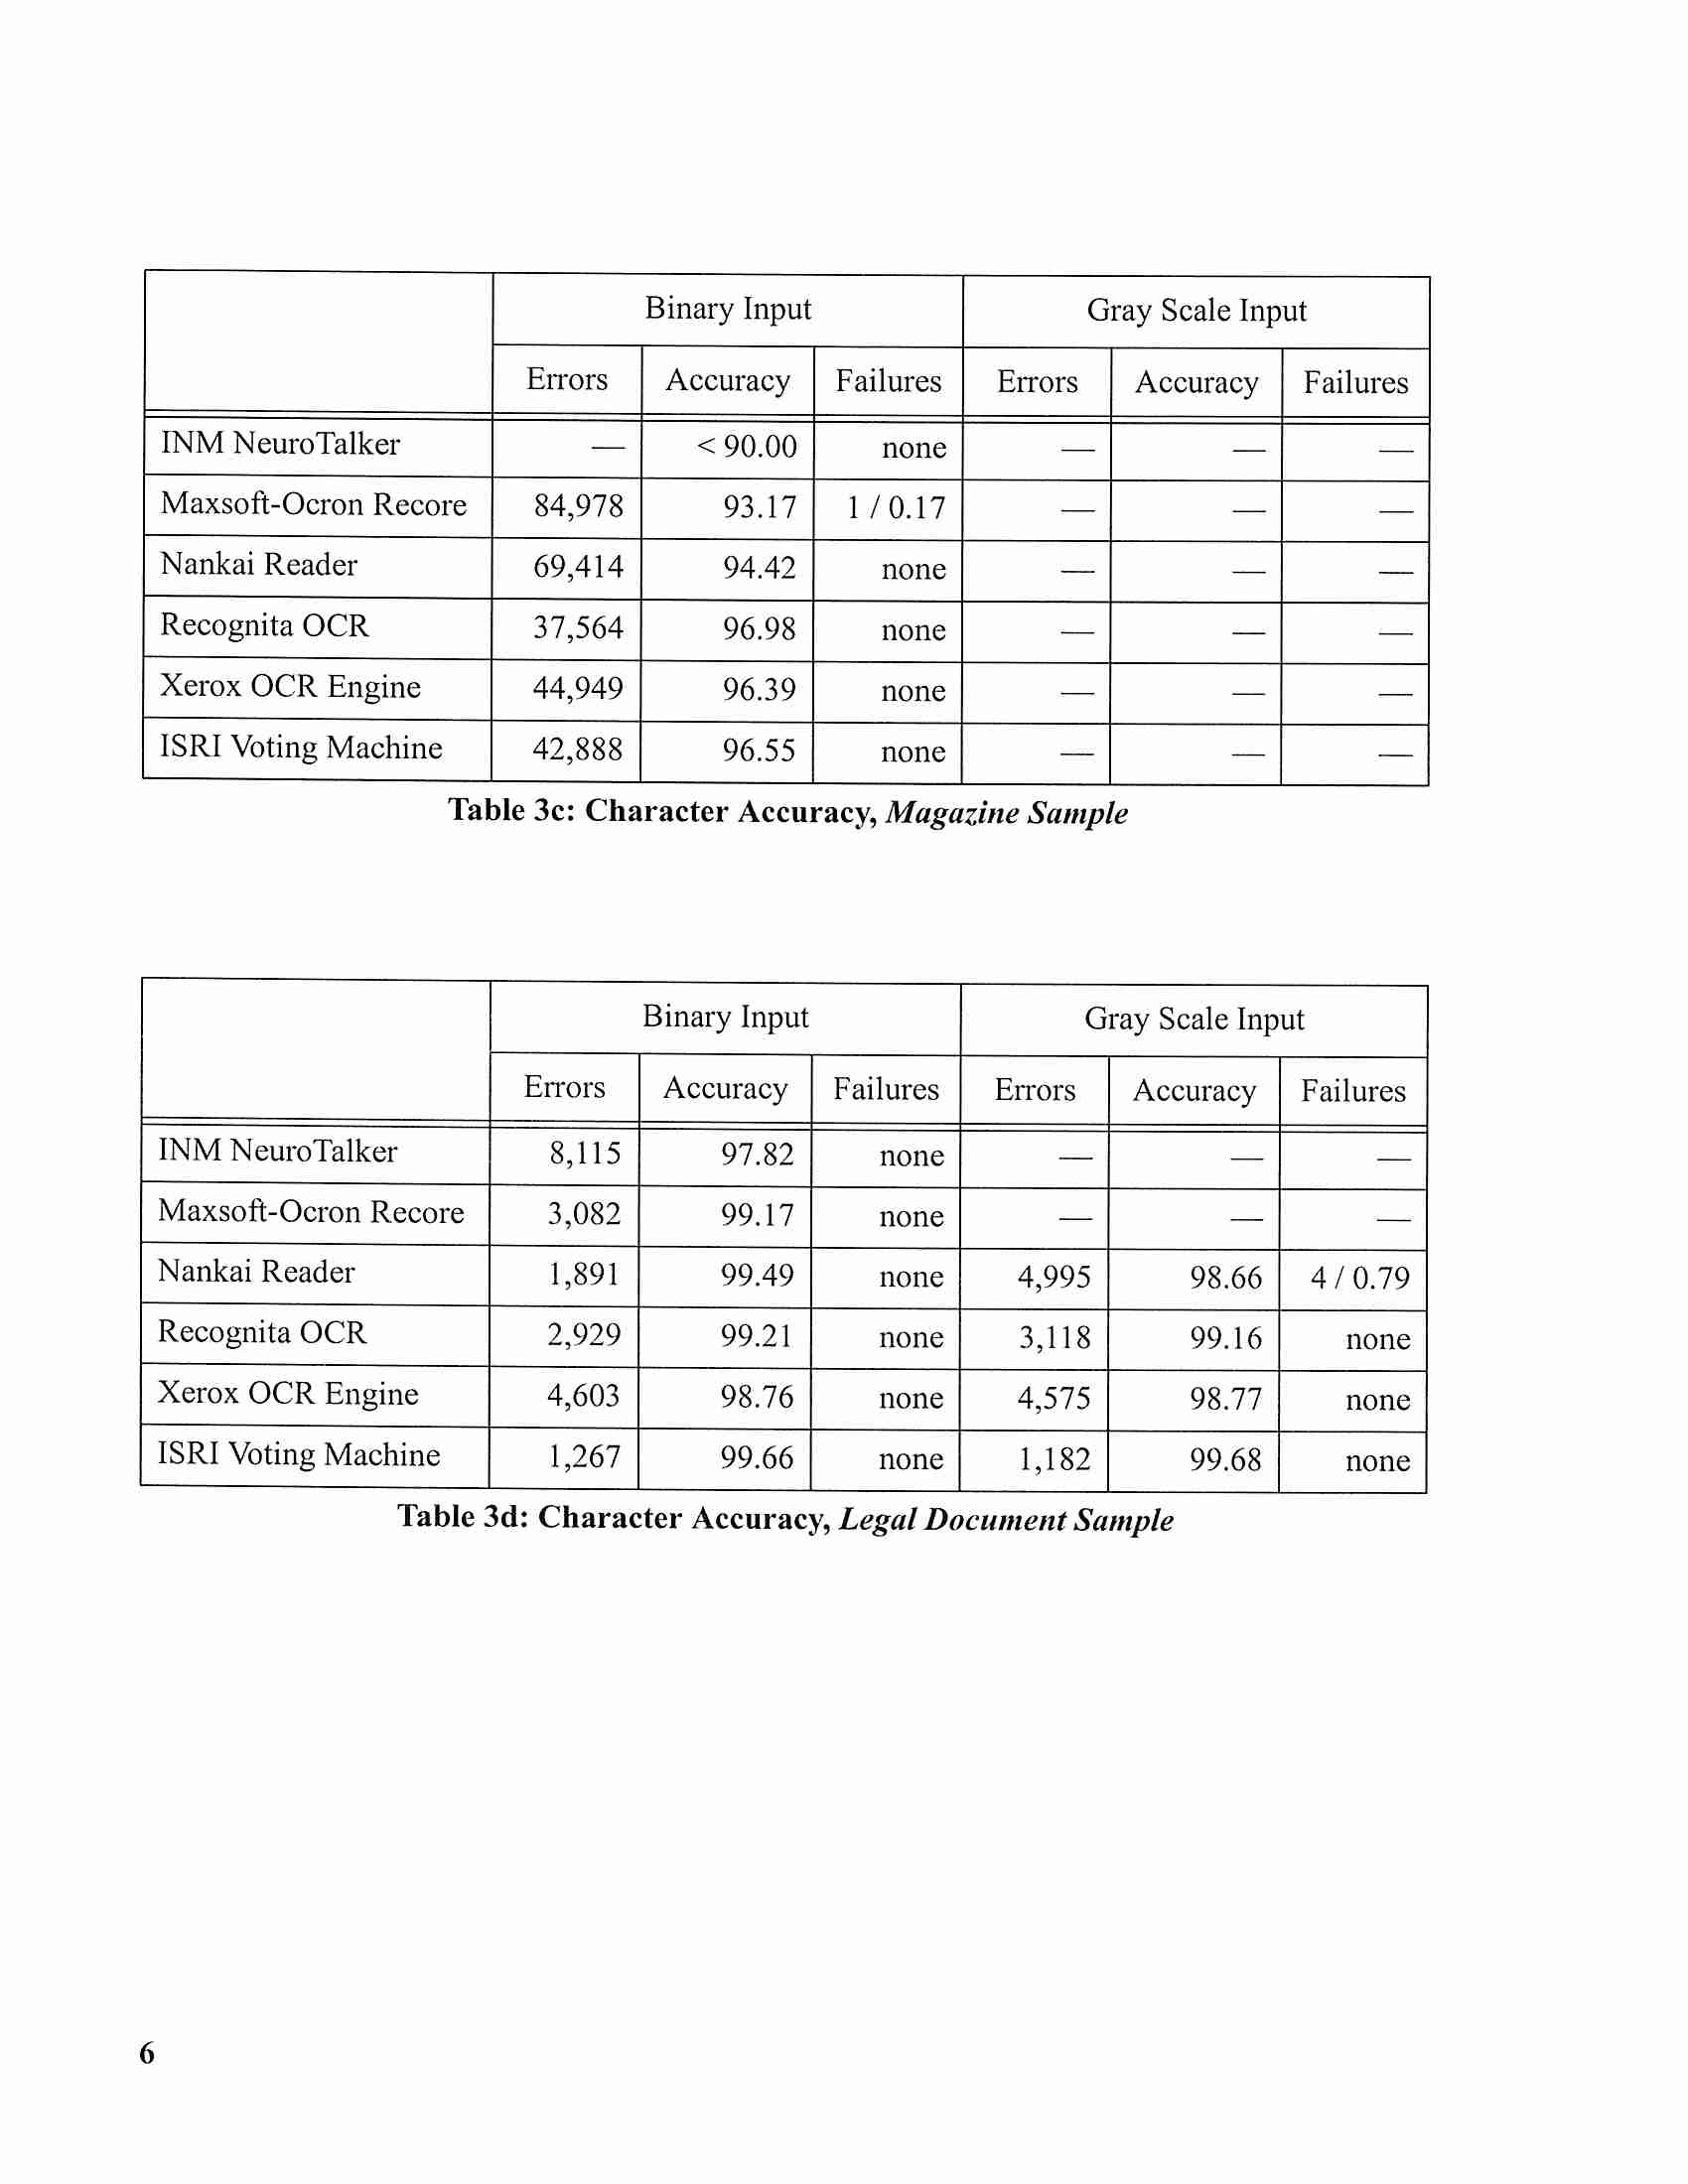 Binary Input Gray Scale Input
Errors Accuracy Failures Errors Accuracy Failures
INM NeuroTalker — < 90.00 none — — —
Maxsoft-Ocron Recore 84,978 93.17 1 / 0.17 — — —
Nankai Reader 69,414 94.42 none — — —
Recognita OCR 37,564 96.98 none — — —
Xerox OCR Engine 44,949 96.39 none — — —
ISRI Voting Machine 42,888 96.55 none — — —
Table 3c: Character Accuracy, Magazine Sample
Binary Input Gray Scale Input
Errors Accuracy Failures Errors Accuracy Failures
INM NeuroTalker 8,115 97.82 none — — —
Maxsoft-Ocron Recore 3,082 99.17 none — — —
Nankai Reader 1,891 99.49 none 4,995 98.66 4 / 0.79
Recognita OCR 2,929 99.21 none 3,118 99.16 none
Xerox OCR Engine 4,603 98.76 none 4,575 98.77 none
ISRI Voting Machine 1,267 99.66 none 1,182 99.68 none
Table 3d: Character Accuracy, Legal Document Sample
6